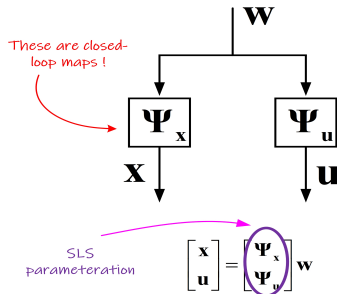 w
These are closed-
loop maps !
Ψx Ψu
x u
SLS
parameteration
[x u] = [Ψx Ψu] w